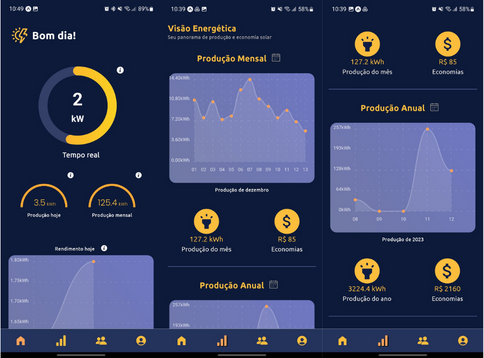 10:49
89%
Bom dia!
2
kW
Tempo real
3.5 kWh
Produção hoje
125.4 kWh
Produção mensal
Rendimento hoje
1,80kWh
1,72kWh
1,65kWh
10:39
58%
Visão Energética
Seu panorama de produção e economia solar
Produção Mensal
14.40kWh
10.80kWh
7.20kWh
3.60kWh
0.00kWh
01 02 03 04 05 06 07 08 09 10 11 12 13
Produção de dezembro
127.2 kWh
Produção do mês
R$ 85
Economias
Produção Anual
257kWh
193kWh
10:39
58%
127.2 kWh
Produção do mês
R$ 85
Economias
Produção Anual
257kWh
193kWh
128kWh
64kWh
0kWh
08 09 10 11 12
Produção de 2023
3224.4 kWh
Produção do ano
R$ 2160
Economias